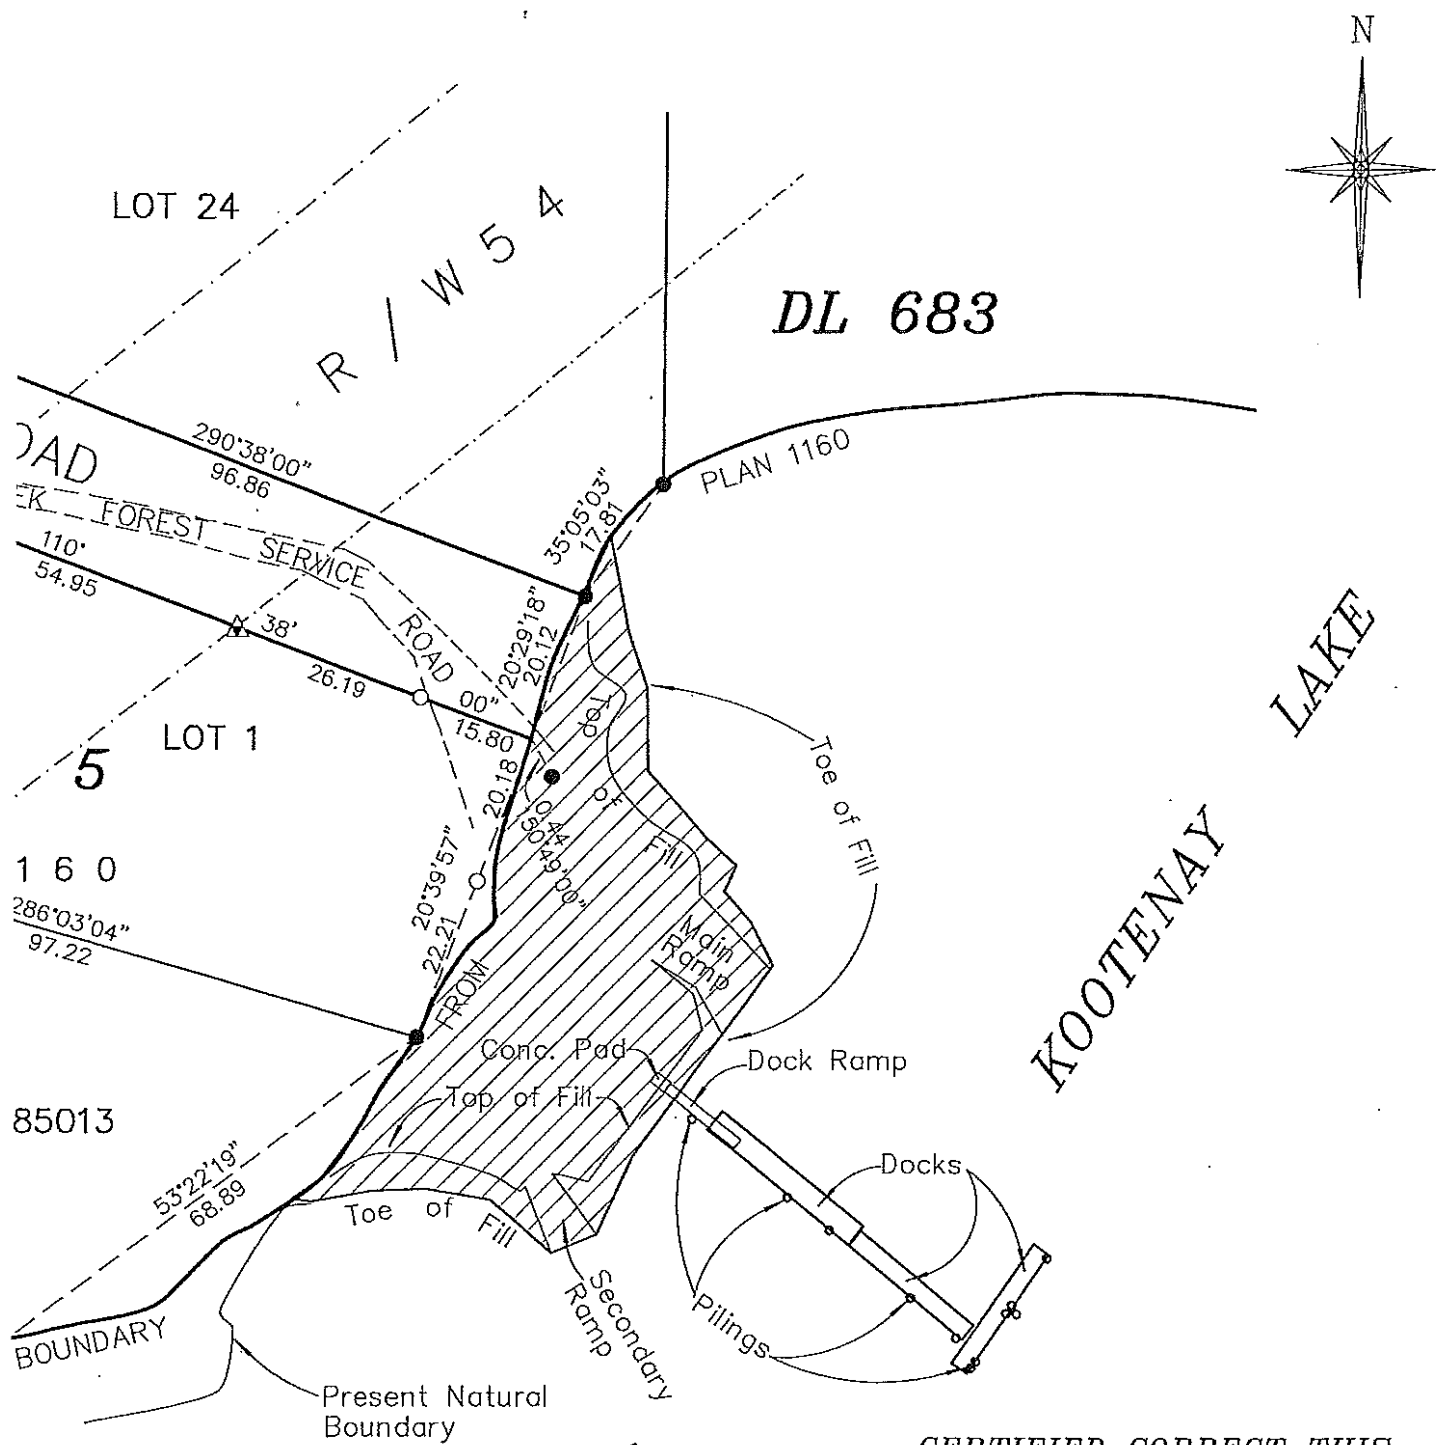 N
LOT 24
R / W 5 4
DL 683
290°38'00"
96.86
PLAN 1160
35°05'03"
17.81
OAD
EK FOREST SERVICE ROAD
110° 38' 00"
54.95
26.19
15.80
20°29'18"
20.12
LOT 1
5
Top of Fill
Toe of Fill
LAKE
KOOTENAY
20.18
0.44
50°49'00"
20°39'57"
22.21
1 6 0
286°03'04"
97.22
FROM
Main
Ramp
Conc. Pad
Dock Ramp
Top of Fill
85013
53°22'19"
68.89
Docks
Toe of Fill
Secondary
Ramp
Pilings
BOUNDARY
Present Natural
Boundary